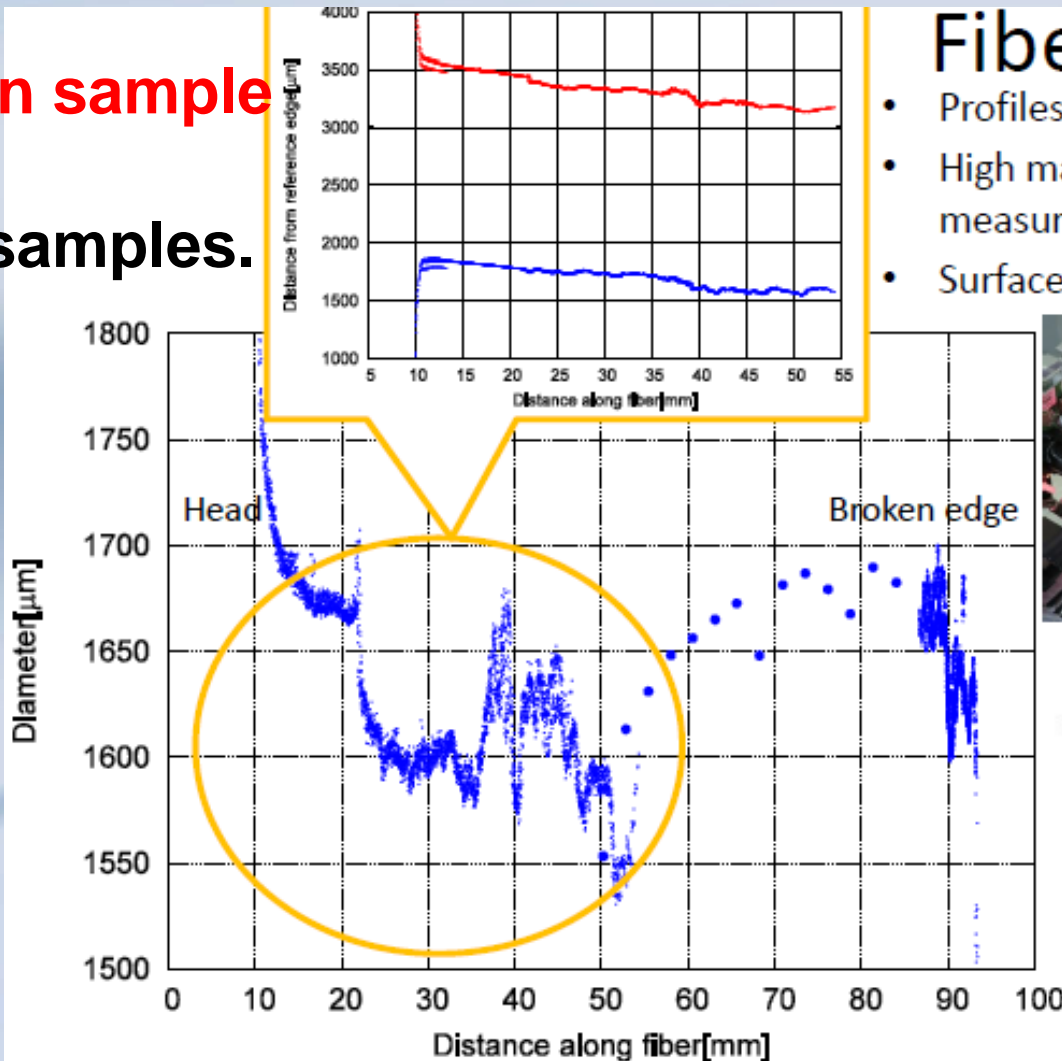 n sample
samples.
Fibe
• Profiles
• High ma
measur
• Surface
4000
3500
3000
2500
2000
1500
1000
Distance from reference edge[μm]
5 10 15 20 25 30 35 40 45 50 55
Distance along fiber[mm]
1800
1750
1700
1650
1600
1550
1500
Diameter[μm]
Head
Broken edge
0 10 20 30 40 50 60 70 80 90 100
Distance along fiber[mm]